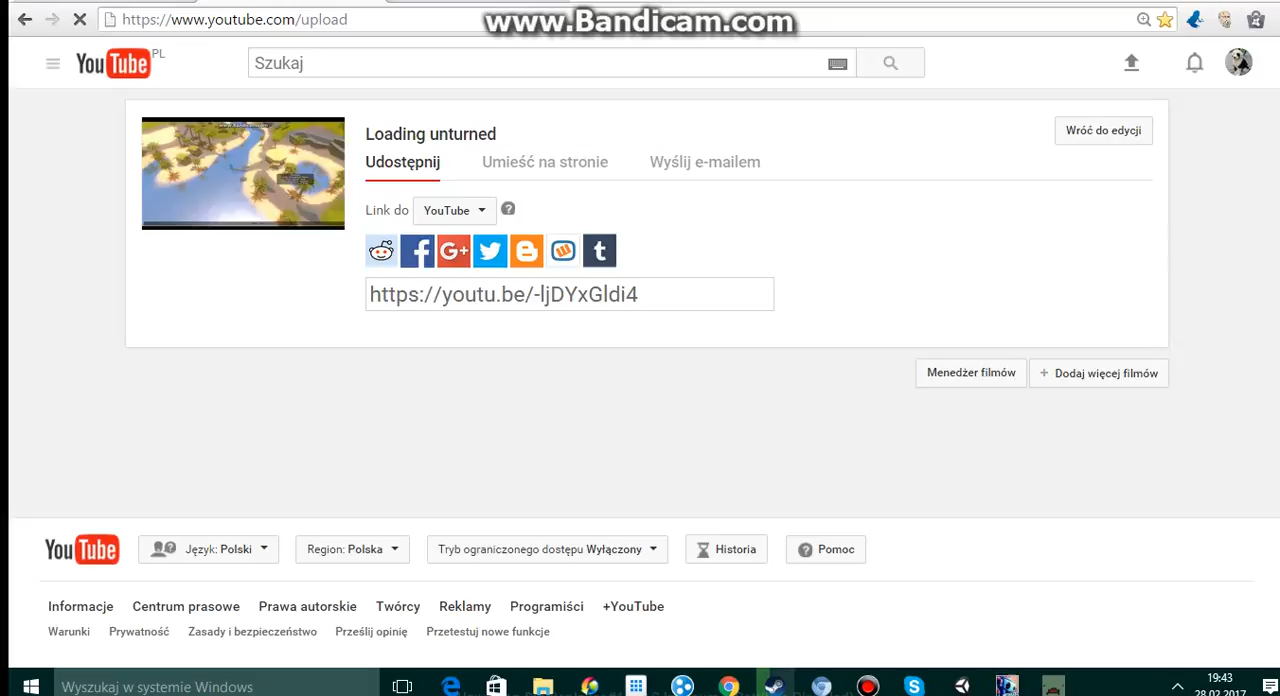 https://www.youtube.com/upload
www.Bandicam.com
YouTube PL
Szukaj
Loading unturned
Wróć do edycji
Udostępnij Umieść na stronie Wyślij e-mailem
Link do YouTube ?
https://youtu.be/-ljDYxGldi4
Menedżer filmów + Dodaj więcej filmów
YouTube Język: Polski Region: Polska Tryb ograniczonego dostępu Wyłączony Historia ? Pomoc
Informacje Centrum prasowe Prawa autorskie Twórcy Reklamy Programiści +YouTube
Warunki Prywatność Zasady i bezpieczeństwo Prześlij opinię Przetestuj nowe funkcje
Wyszukaj w systemie Windows
19:43
28.02.2017